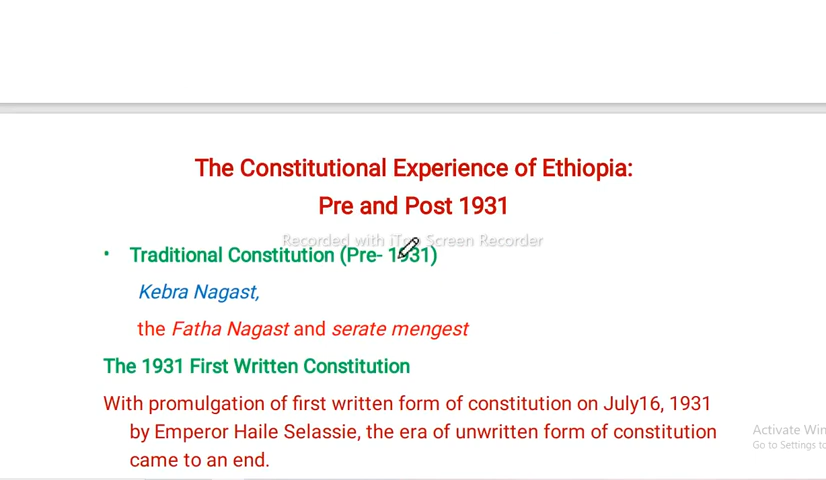 The Constitutional Experience of Ethiopia:
Pre and Post 1931
Recorded with iTop Screen Recorder
• Traditional Constitution (Pre- 1931)
Kebra Nagast,
the Fatha Nagast and serate mengest
The 1931 First Written Constitution
With promulgation of first written form of constitution on July16, 1931
by Emperor Haile Selassie, the era of unwritten form of constitution
came to an end.
Activate Win
Go to Settings to